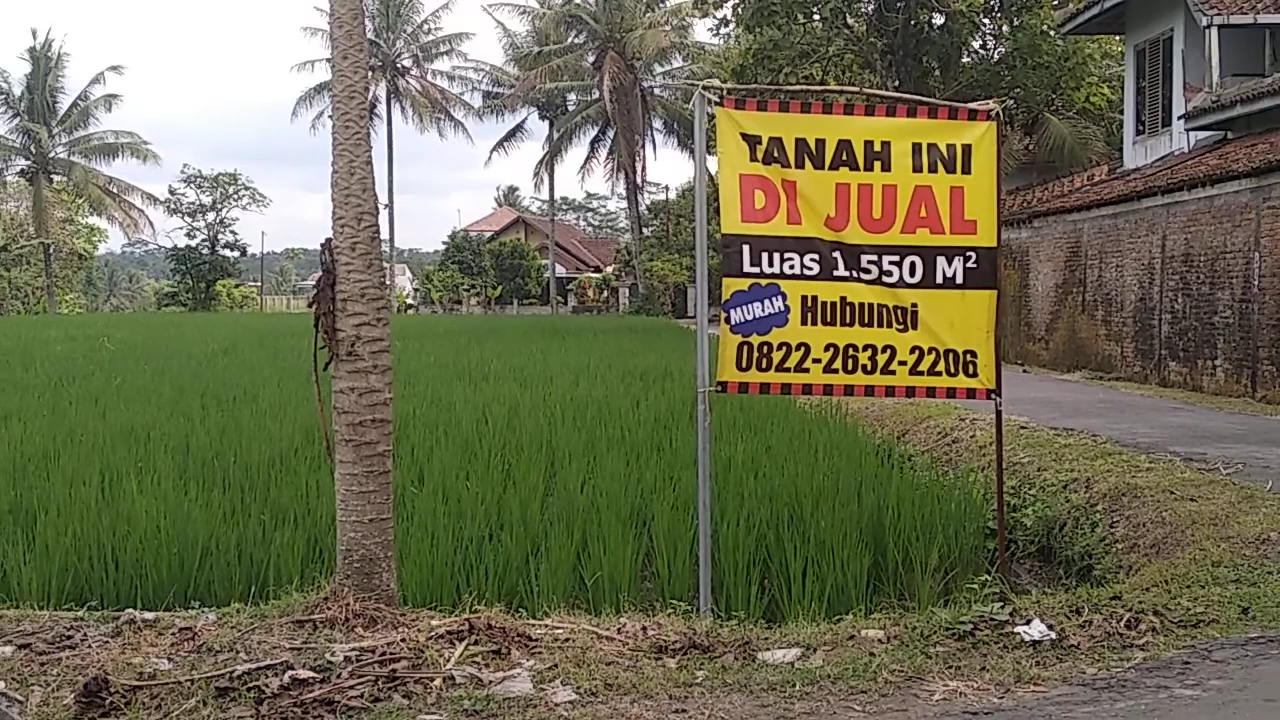 TANAH INI
DI JUAL
Luas 1.550 M²
MURAH Hubungi
0822-2632-2206